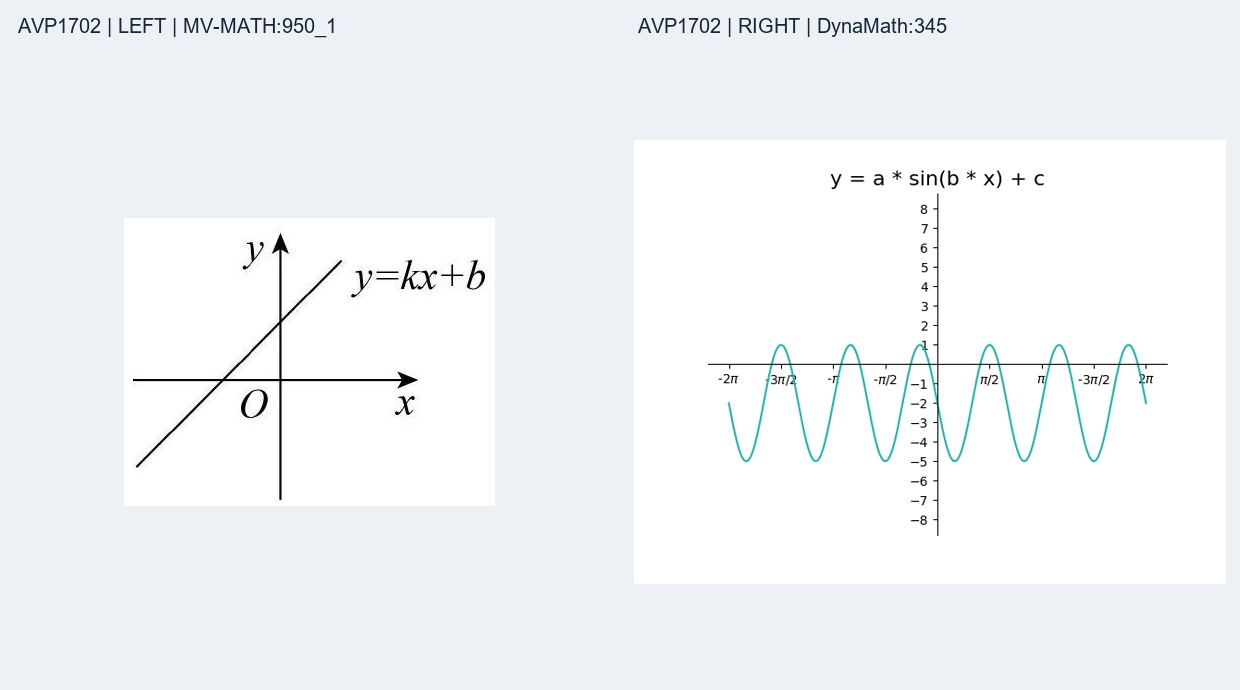 AVP1702 | LEFT | MV-MATH:950_1
y
y=kx+b
O
x
AVP1702 | RIGHT | DynaMath:345
y = a * sin(b * x) + c
8
7
6
5
4
3
2
1
-2π
-3π/2
-π
-π/2
π/2
π
-3π/2
2π
−1
−2
−3
−4
−5
−6
−7
−8